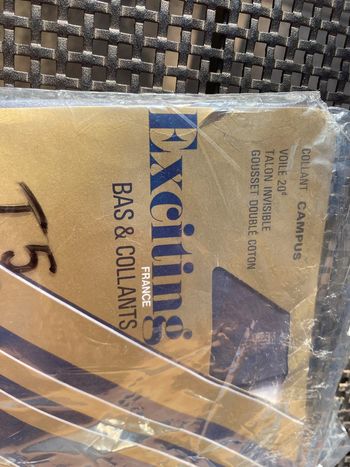 COLLANT CAMPUS
VOILE 20d
TALON INVISIBLE
GOUSSET DOUBLE COTON
Exciting
FRANCE
BAS & COLLANTS
T5